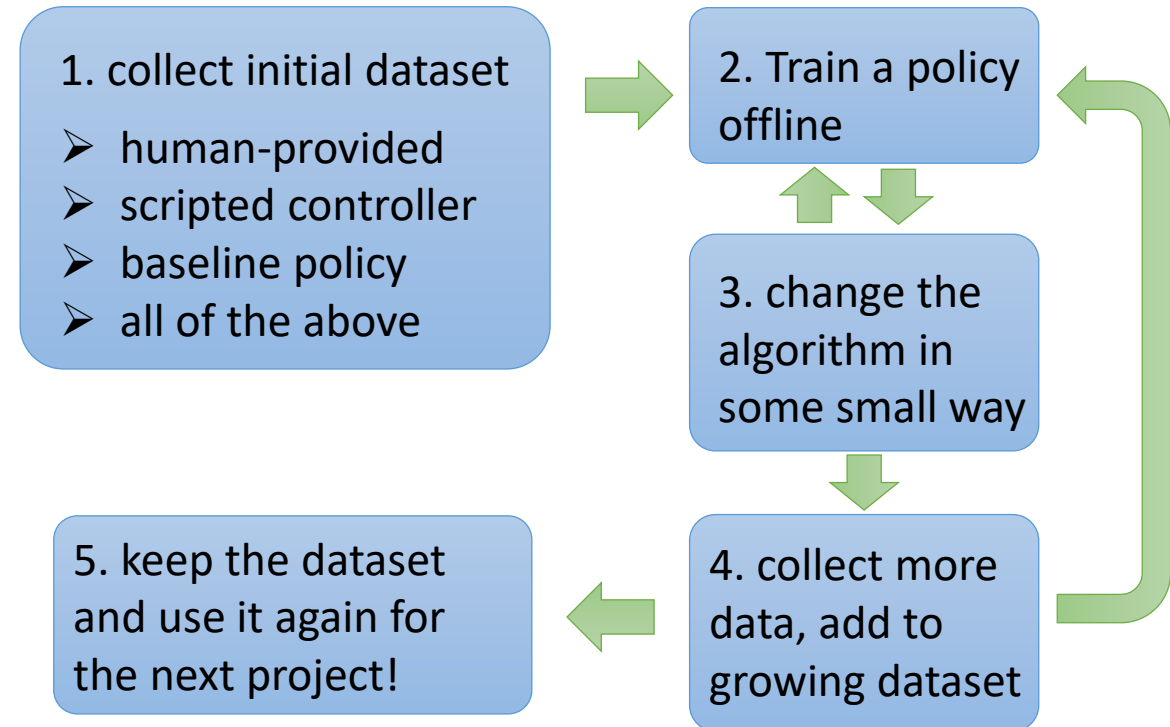 1. collect initial dataset
➢ human-provided
➢ scripted controller
➢ baseline policy
➢ all of the above
2. Train a policy
offline
3. change the
algorithm in
some small way
4. collect more
data, add to
growing dataset
5. keep the dataset
and use it again for
the next project!